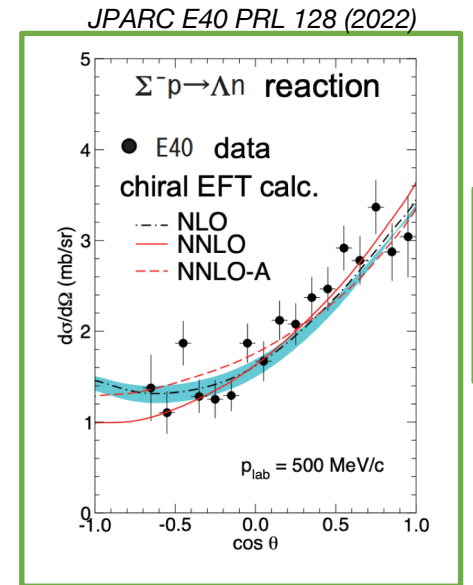 JPARC E40 PRL 128 (2022)
5
Σ⁻p→Λn reaction
E40 data
4
chiral EFT calc.
NLO
NNLO
NNLO-A
3
dσ/dΩ (mb/sr)
2
1
p_lab = 500 MeV/c
0
-1.0 -0.5 0.0 0.5 1.0
cos θ